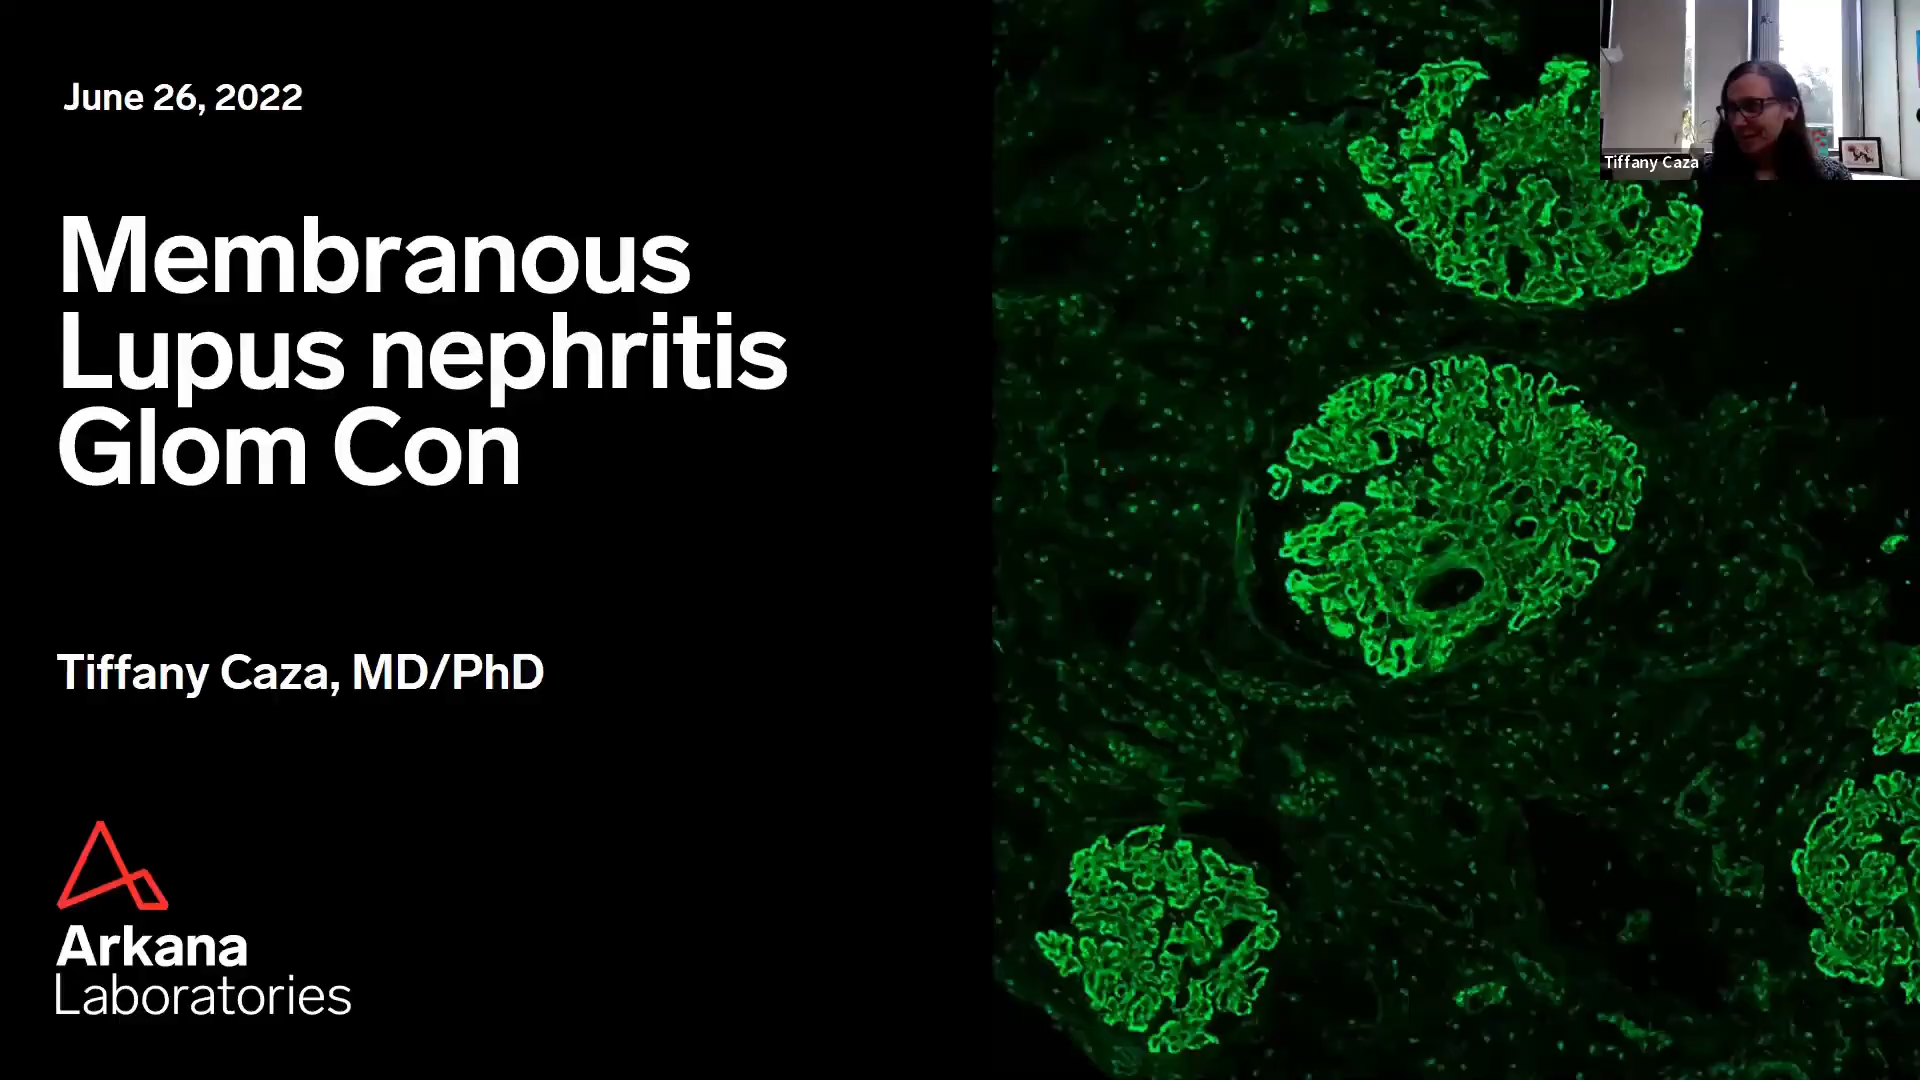 June 26, 2022
Membranous
Lupus nephritis
Glom Con
Tiffany Caza, MD/PhD
Arkana
Laboratories
Tiffany Caza